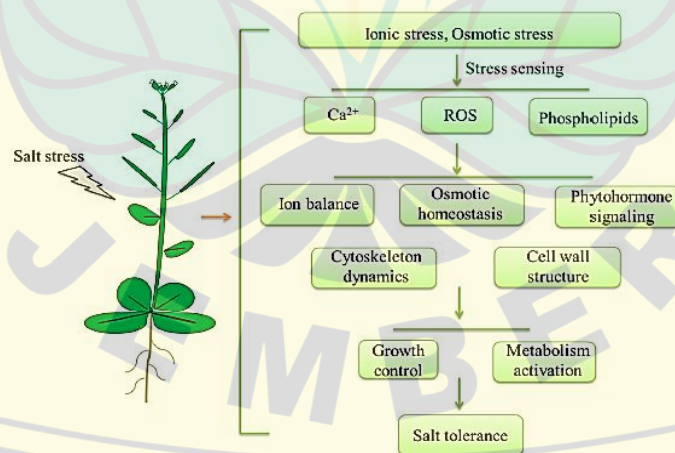 Ionic stress, Osmotic stress
Stress sensing
Ca²⁺
ROS
Phospholipids
Salt stress
Ion balance
Osmotic
homeostasis
Phytohormone
signaling
Cytoskeleton
dynamics
Cell wall
structure
Growth
control
Metabolism
activation
Salt tolerance
JEMBER